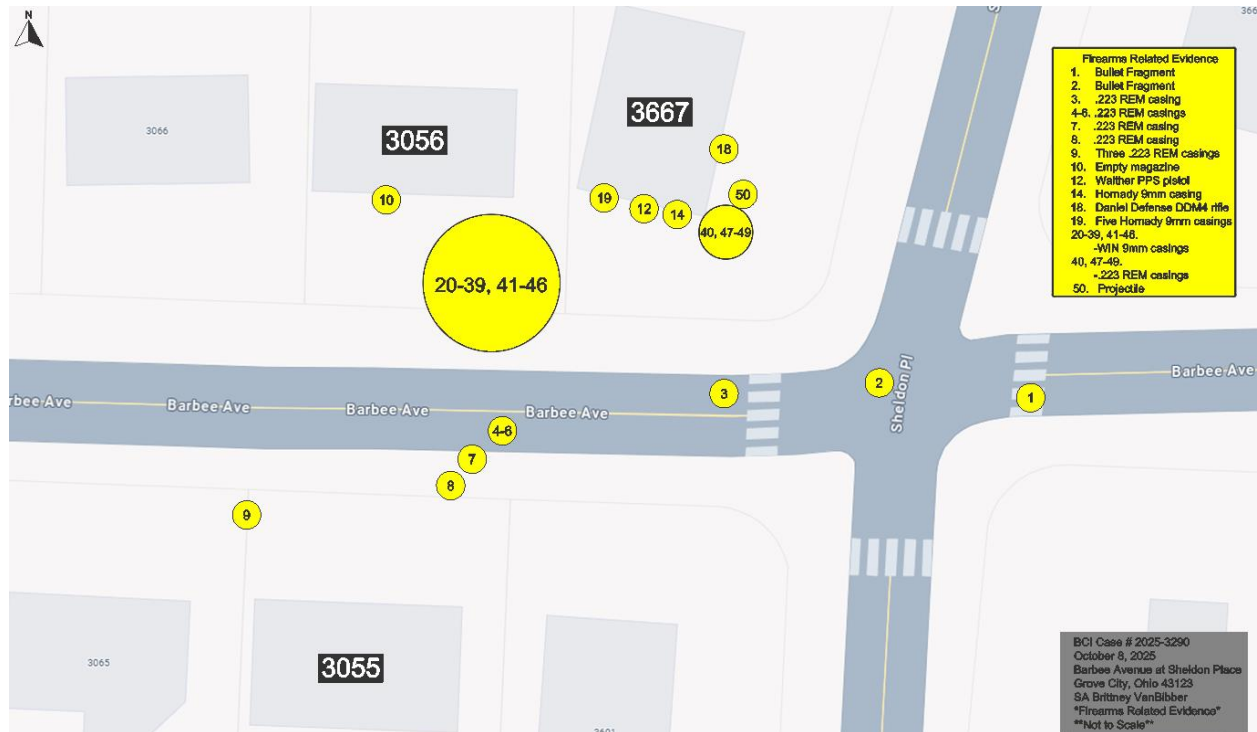 N
366
S
Firearms Related Evidence
1. Bullet Fragment
2. Bullet Fragment
3. .223 REM casing
4-6. .223 REM casings
7. .223 REM casing
8. .223 REM casing
9. Three .223 REM casings
10. Empty magazine
12. Walther PPS pistol
14. Hornady 9mm casing
18. Daniel Defense DDM4 rifle
19. Five Hornady 9mm casings
20-39, 41-46.
-WIN 9mm casings
40, 47-49.
-.223 REM casings
50. Projectile
3066
3056
3667
18
10
19
12
14
50
40, 47-49
20-39, 41-46
rbee Ave
Barbee Ave
Barbee Ave
Barbee Ave
3
2
Sheldon Pl
1
Barbee Ave
4-6
7
8
9
3065
3055
3601
BCI Case # 2025-3290
October 8, 2025
Barbee Avenue at Sheldon Place
Grove City, Ohio 43123
SA Brittney VanBibber
*Firearms Related Evidence*
**Not to Scale**